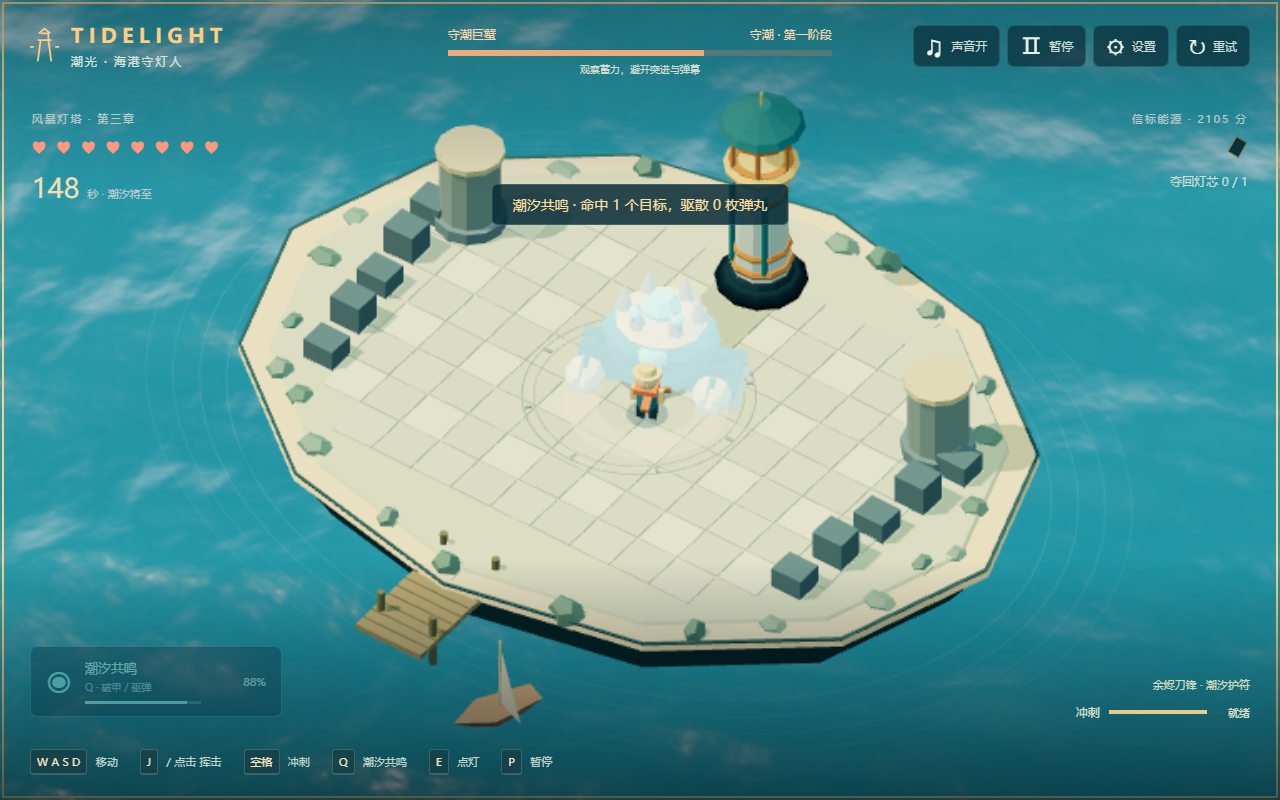 TIDELIGHT
潮光 · 海港守灯人
守潮巨蟹
守潮 · 第一阶段
观察蓄力，避开突进与弹幕
声音开
暂停
设置
重试
风暴灯塔 · 第三章
148 秒 · 潮汐将至
信标能源 · 2105 分
夺回灯芯 0 / 1
潮汐共鸣 · 命中 1 个目标，驱散 0 枚弹丸
潮汐共鸣
Q · 破甲 / 驱弹
88%
余烬刀锋 · 潮汐护符
冲刺 就绪
WASD 移动 J / 点击 挥击 空格 冲刺 Q 潮汐共鸣 E 点灯 P 暂停